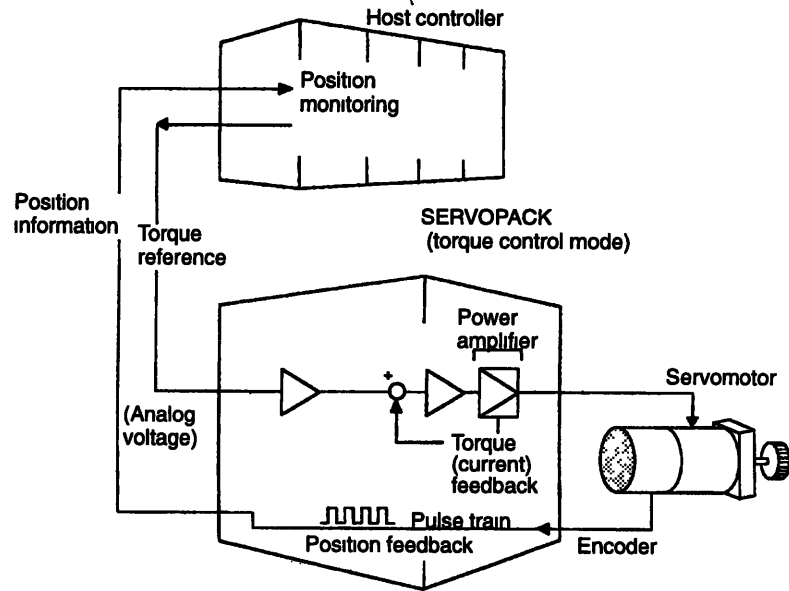 Host controller
Position
monitoring
Position
information
Torque
reference
SERVOPACK
(torque control mode)
Power
amplifier
+
Servomotor
(Analog
voltage)
Torque
(current)
feedback
Pulse train
Position feedback
Encoder